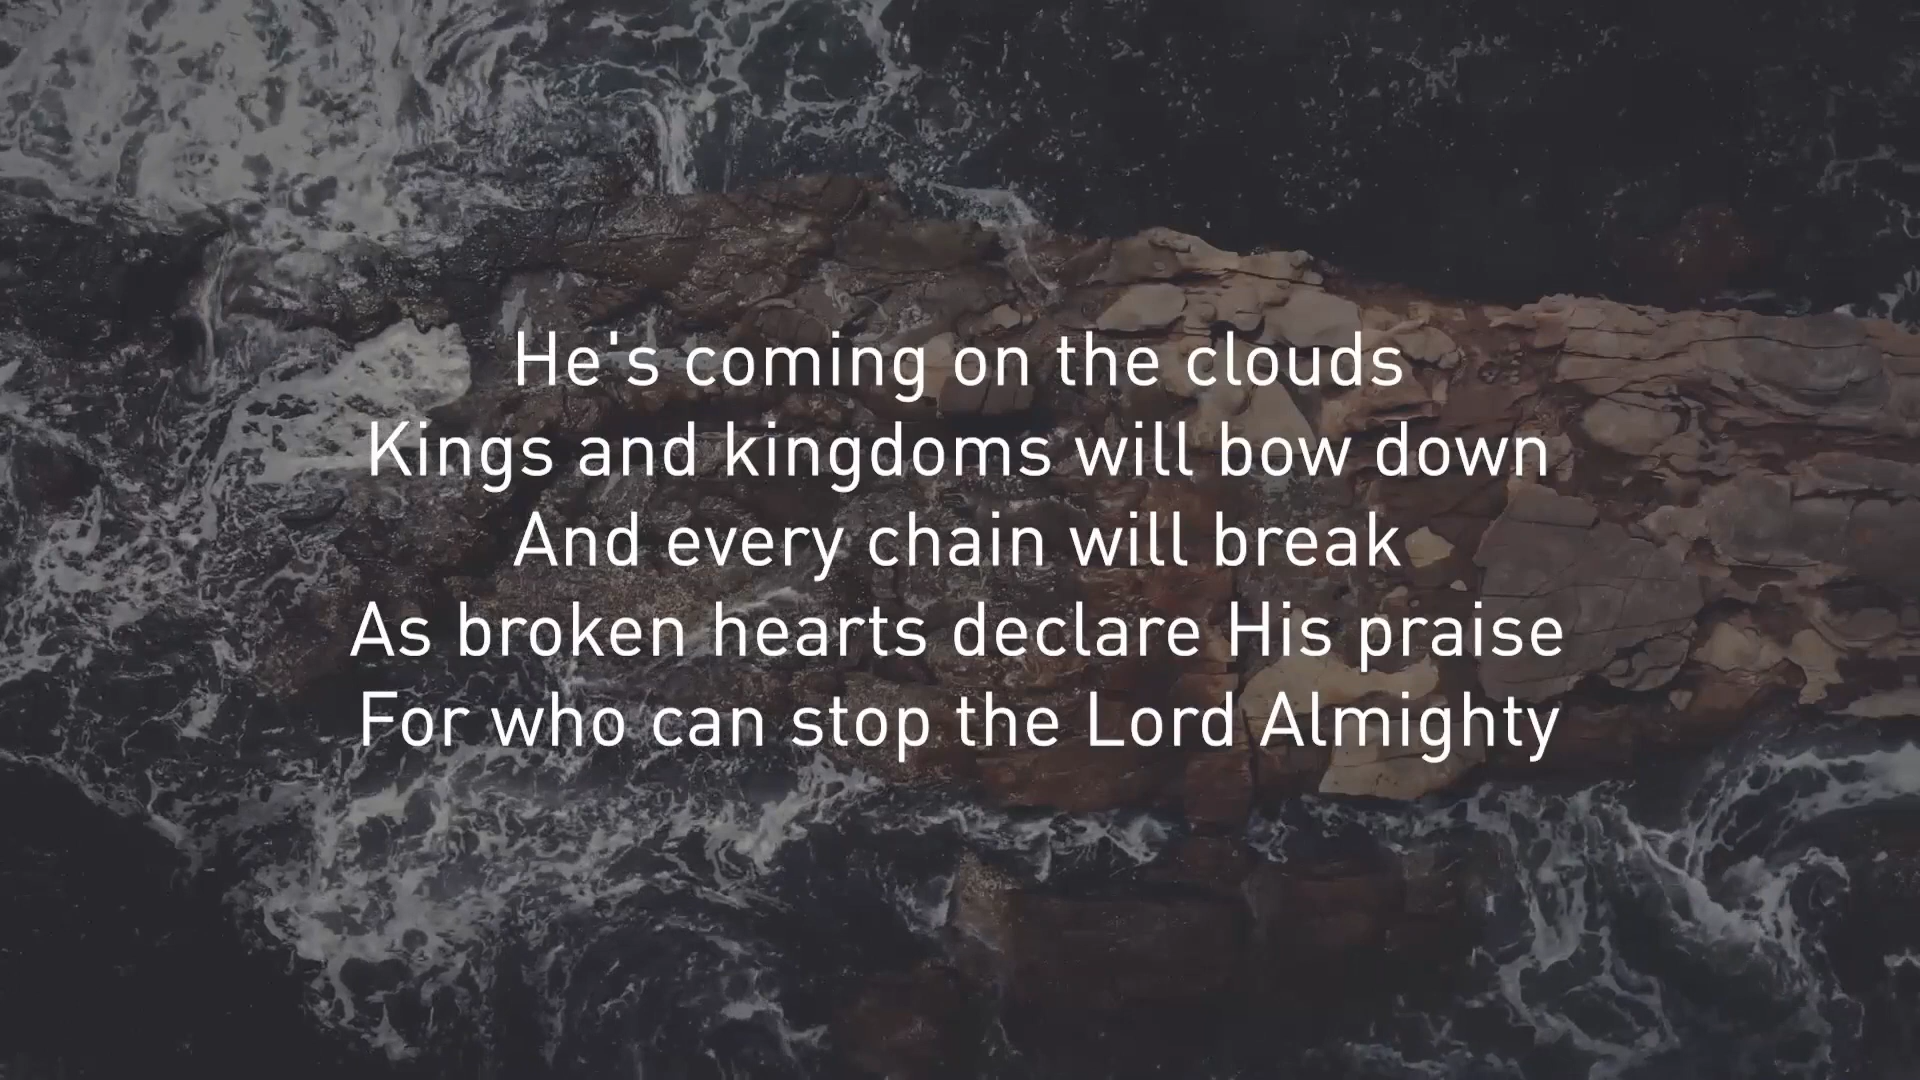 He's coming on the clouds
Kings and kingdoms will bow down
And every chain will break
As broken hearts declare His praise
For who can stop the Lord Almighty